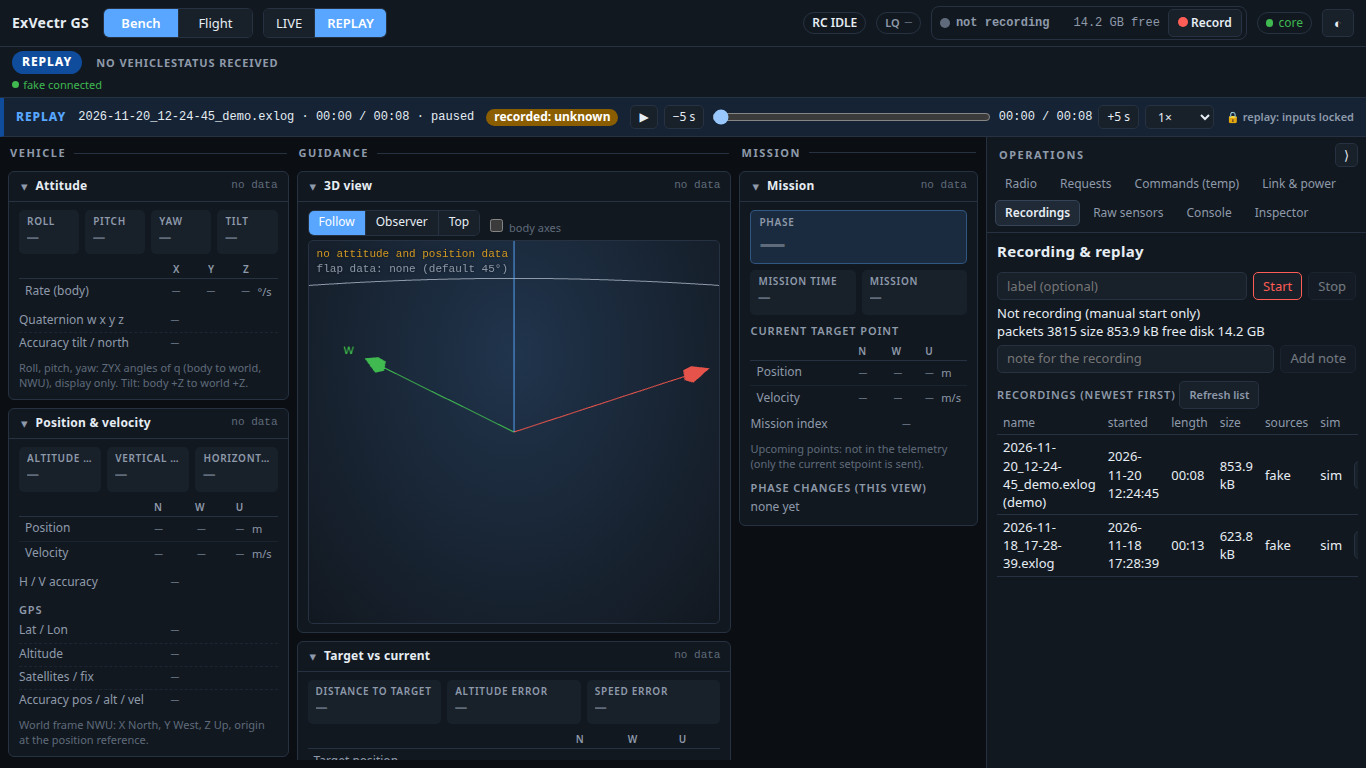 ExVectr GS Bench Flight LIVE REPLAY RC IDLE LQ — not recording 14.2 GB free Record core
REPLAY NO VEHICLESTATUS RECEIVED
fake connected
REPLAY 2026-11-20_12-24-45_demo.exlog · 00:00 / 00:08 · paused recorded: unknown ▶ −5 s 00:00 / 00:08 +5 s 1× replay: inputs locked
VEHICLE
Attitude no data
ROLL PITCH YAW TILT
— — — —
X Y Z
Rate (body) — — — °/s
Quaternion w x y z —
Accuracy tilt / north —
Roll, pitch, yaw: ZYX angles of q (body to world,
NWU), display only. Tilt: body +Z to world +Z.
Position & velocity no data
ALTITUDE ... VERTICAL ... HORIZONT...
— — —
N W U
Position — — — m
Velocity — — — m/s
H / V accuracy —
GPS
Lat / Lon —
Altitude —
Satellites / fix —
Accuracy pos / alt / vel —
World frame NWU: X North, Y West, Z Up, origin
at the position reference.
GUIDANCE
3D view no data
Follow Observer Top body axes
no attitude and position data
flap data: none (default 45°)
W
Target vs current no data
DISTANCE TO TARGET ALTITUDE ERROR SPEED ERROR
— — —
N W U
Target position
MISSION
Mission no data
PHASE
—
MISSION TIME MISSION
— —
CURRENT TARGET POINT
N W U
Position — — — m
Velocity — — — m/s
Mission index —
Upcoming points: not in the telemetry
(only the current setpoint is sent).
PHASE CHANGES (THIS VIEW)
none yet
OPERATIONS ⟩
Radio Requests Commands (temp) Link & power
Recordings Raw sensors Console Inspector
Recording & replay
label (optional) Start Stop
Not recording (manual start only)
packets 3815 size 853.9 kB free disk 14.2 GB
note for the recording Add note
RECORDINGS (NEWEST FIRST) Refresh list
name started length size sources sim
2026-11-
20_12-24-
45_demo.exlog
(demo)
2026-
11-20
12:24:45
00:08
853.9
kB
fake
sim
2026-11-
18_17-28-
39.exlog
2026-
11-18
17:28:39
00:13
623.8
kB
fake
sim